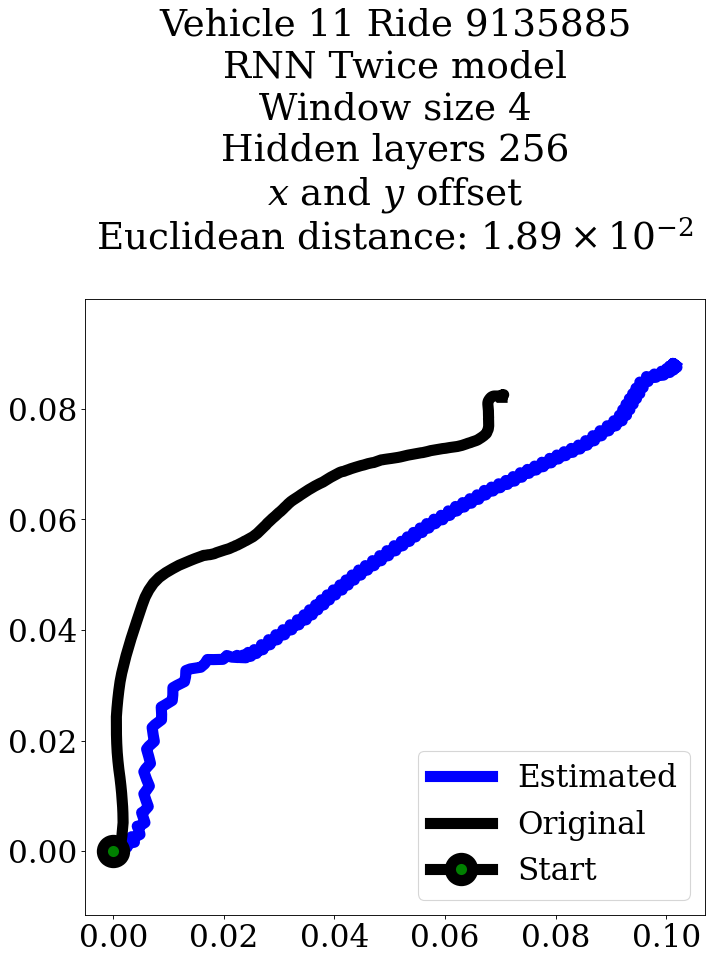 Vehicle 11 Ride 9135885
RNN Twice model
Window size 4
Hidden layers 256
x and y offset
Euclidean distance: 1.89 × 10⁻²
0.08
0.06
0.04
0.02
0.00
Estimated
Original
Start
0.00 0.02 0.04 0.06 0.08 0.10